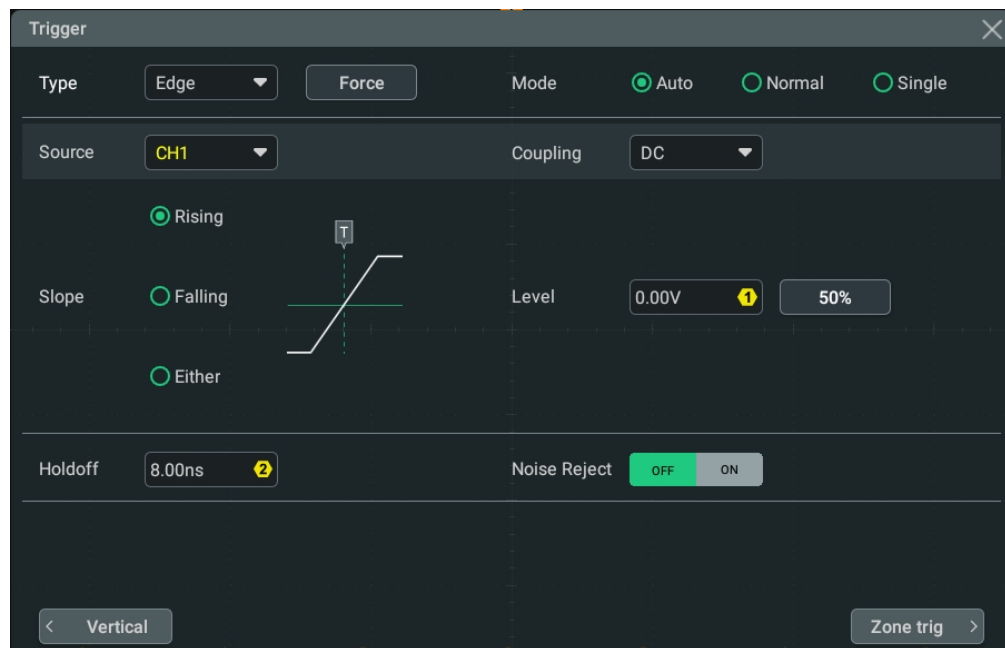 Trigger
Type Edge Force Mode Auto Normal Single
Source CH1 Coupling DC
Rising
T
Slope Falling Level 0.00V 1 50%
Either
Holdoff 8.00ns 2 Noise Reject OFF ON
< Vertical Zone trig >